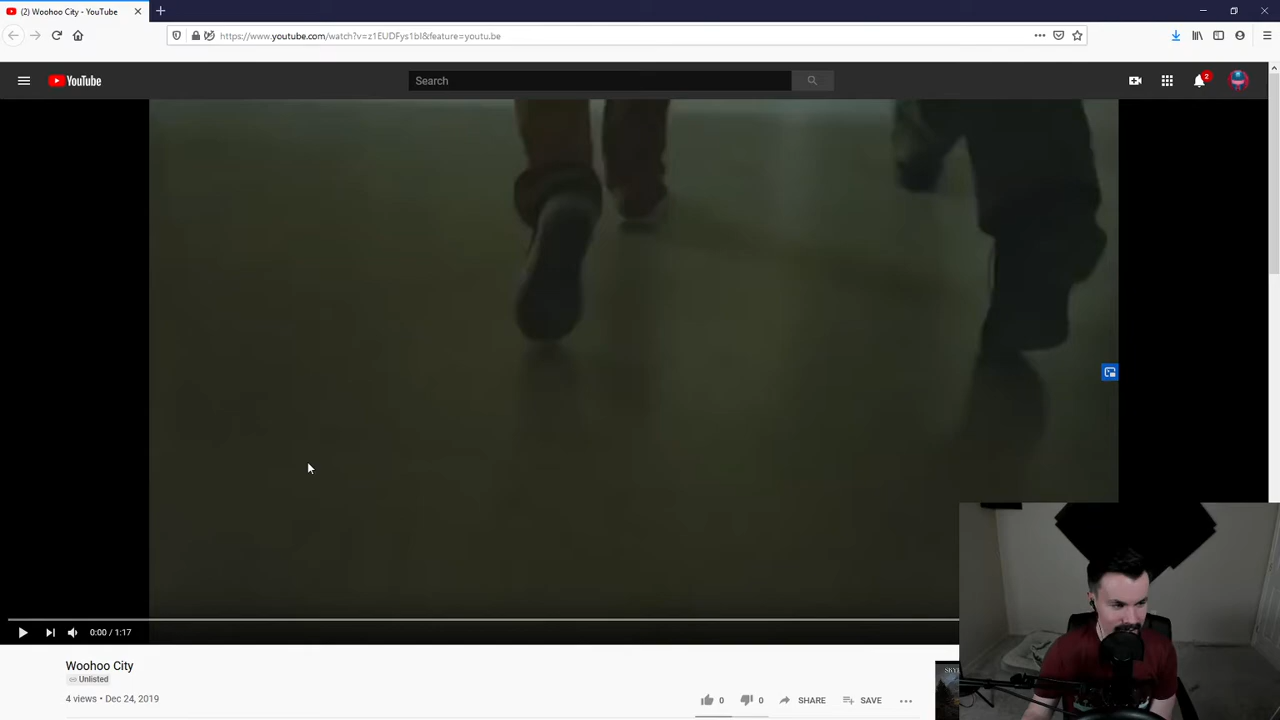 (2) Woohoo City - YouTube
https://www.youtube.com/watch?v=z1EUDFys1bI&feature=youtu.be
YouTube
Search
2
0:00 / 1:17
Woohoo City
Unlisted
4 views • Dec 24, 2019
0
0
SHARE
SAVE